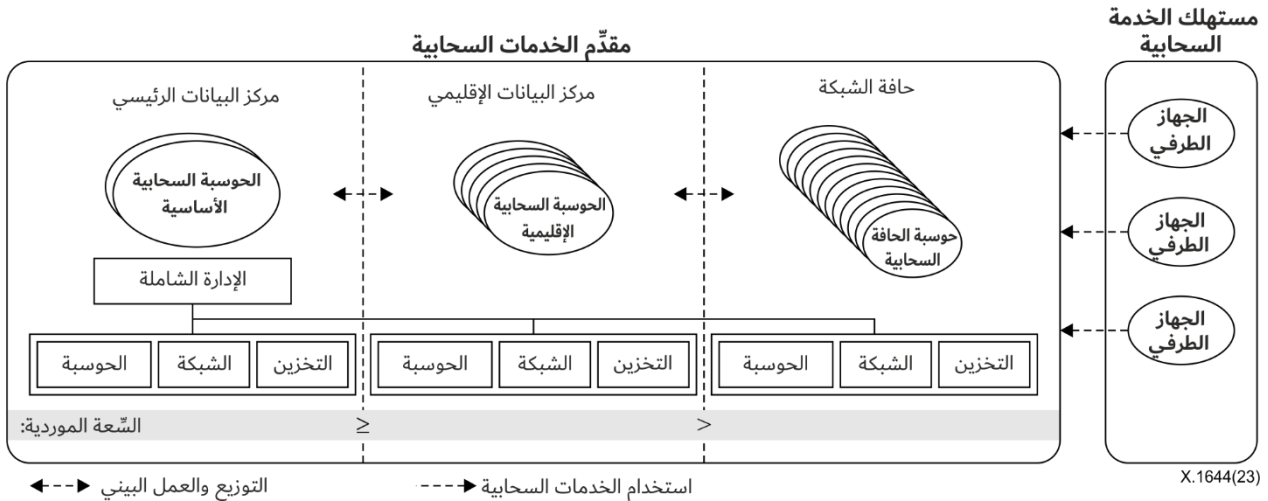 مستهلك الخدمة
السحابية
مقدِّم الخدمات السحابية
حافة الشبكة
مركز البيانات الإقليمي
مركز البيانات الرئيسي
الجهاز
الطرفي
الجهاز
الطرفي
الجهاز
الطرفي
حوسبة الحافة
السحابية
الحوسبة السحابية
الإقليمية
الحوسبة السحابية
الأساسية
الإدارة الشاملة
التخزين
الشبكة
الحوسبة
التخزين
الشبكة
الحوسبة
التخزين
الشبكة
الحوسبة
السِّعة الموردية:
≥
>
استخدام الخدمات السحابية
التوزيع والعمل البيني
X.1644(23)